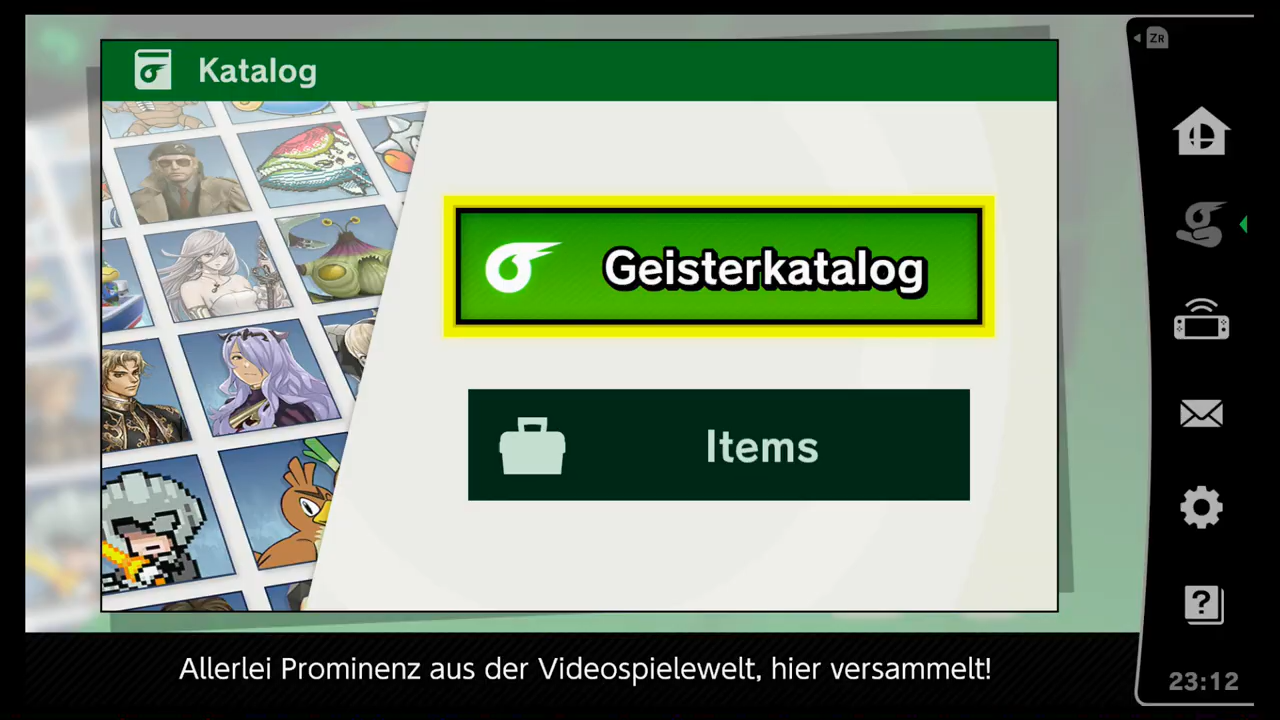 ZR
Katalog
Geisterkatalog
Items
?
Allerlei Prominenz aus der Videospielewelt, hier versammelt!
23:12